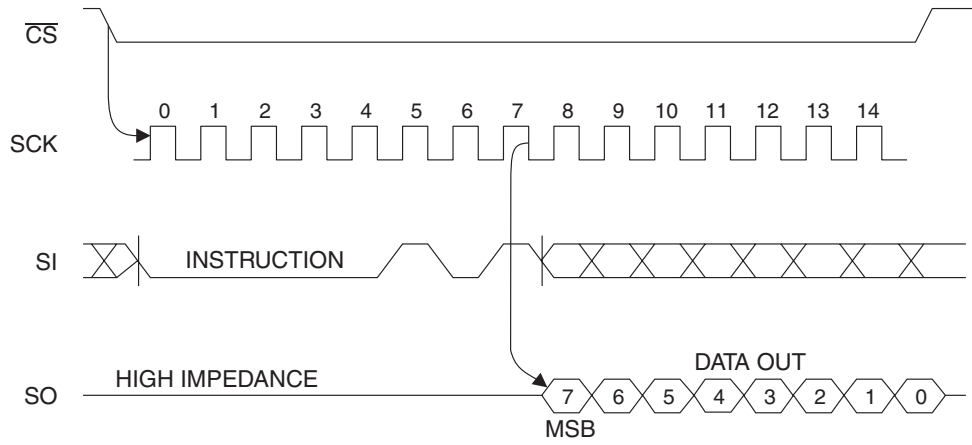 CS
0 1 2 3 4 5 6 7 8 9 10 11 12 13 14
SCK
SI INSTRUCTION
DATA OUT
HIGH IMPEDANCE
SO 7 6 5 4 3 2 1 0
MSB